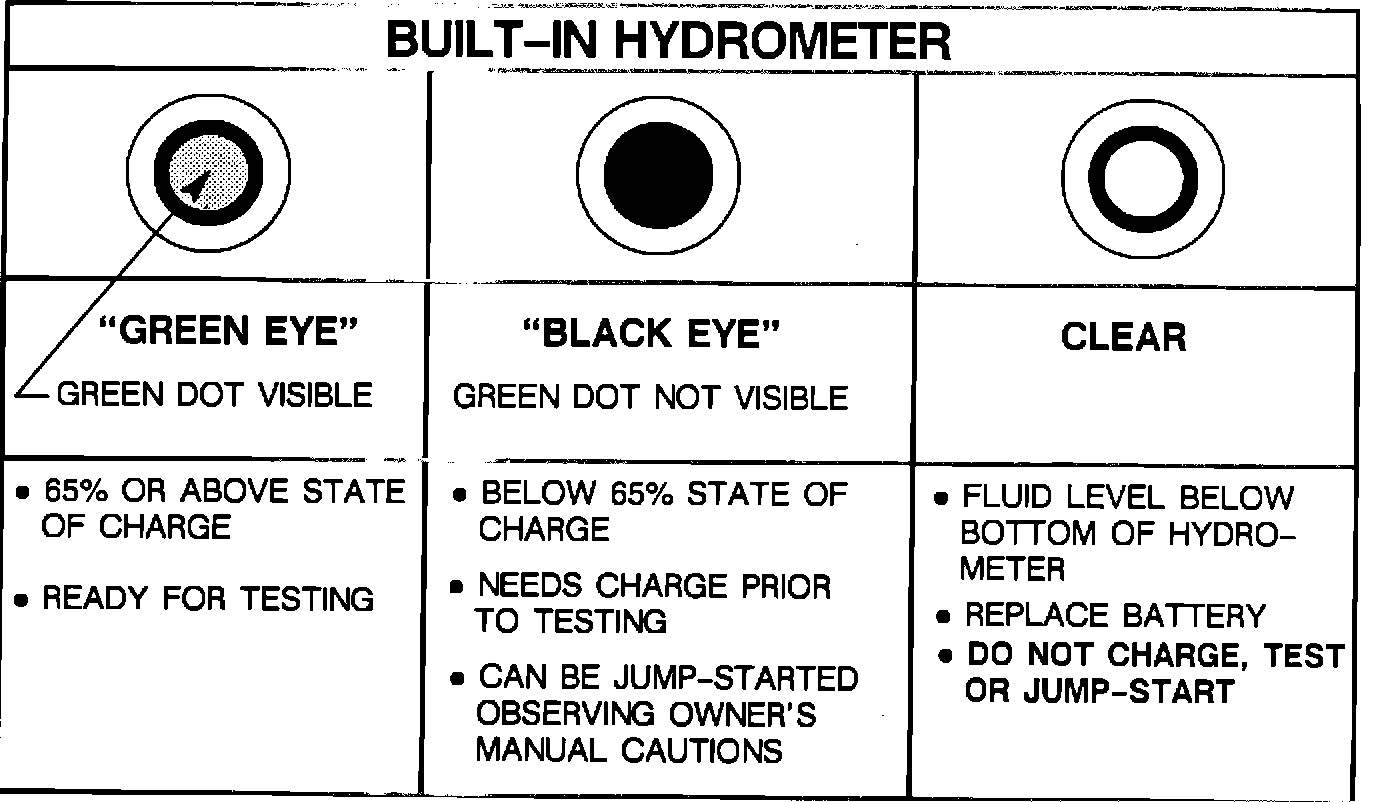 BUILT–IN HYDROMETER
“GREEN EYE”
GREEN DOT VISIBLE
• 65% OR ABOVE STATE
OF CHARGE
• READY FOR TESTING
“BLACK EYE”
GREEN DOT NOT VISIBLE
• BELOW 65% STATE OF
CHARGE
• NEEDS CHARGE PRIOR
TO TESTING
• CAN BE JUMP–STARTED
OBSERVING OWNER'S
MANUAL CAUTIONS
CLEAR
• FLUID LEVEL BELOW
BOTTOM OF HYDRO–
METER
• REPLACE BATTERY
• DO NOT CHARGE, TEST
OR JUMP–START